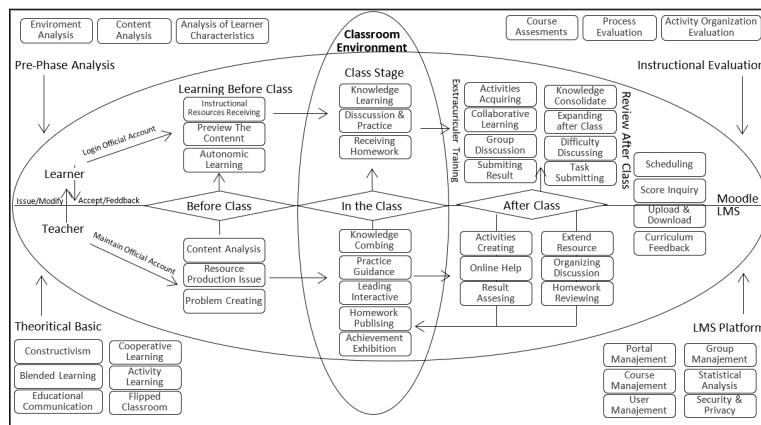 Enviroment
Analysis
Content
Analysis
Analysis of Learner
Characteristics
Classroom
Environment
Course
Assesments
Process
Evaluation
Activity Organization
Evaluation
Pre-Phase Analysis
Instructional Evaluation
Learning Before Class
Instructional
Resources Receiving
Preview The
Contennt
Autonomic
Learning
Class Stage
Knowledge
Learning
Disscussion &
Practice
Receiving
Homework
Exstracuriculer Training
Activities
Acquiring
Collaborative
Learning
Group
Disscussion
Submiting
Result
Knowledge
Consolidate
Expanding
after Class
Difficulty
Discussing
Task
Submitting
Review After Class
Login Official Account
Learner
Issue/Modify
Accept/Feddback
Teacher
Maintain Official Account
Before Class
In the Class
After Class
Scheduling
Score Inquiry
Upload &
Download
Curriculum
Feedback
Moodle
LMS
Content Analysis
Resource
Production Issue
Problem Creating
Knowledge
Combing
Practice
Guidance
Leading
Interactive
Homework
Publising
Achievement
Exhibition
Activities
Creating
Online Help
Result
Assesing
Extend
Resource
Organizing
Discussion
Homework
Reviewing
Theoritical Basic
Constructivism
Blended Learning
Educational
Communication
Cooperative
Learning
Activity
Learning
Flipped
Classroom
LMS Platform
Portal
Manajement
Course
Manajement
User
Manajement
Group
Manajement
Statistical
Analysis
Security &
Privacy